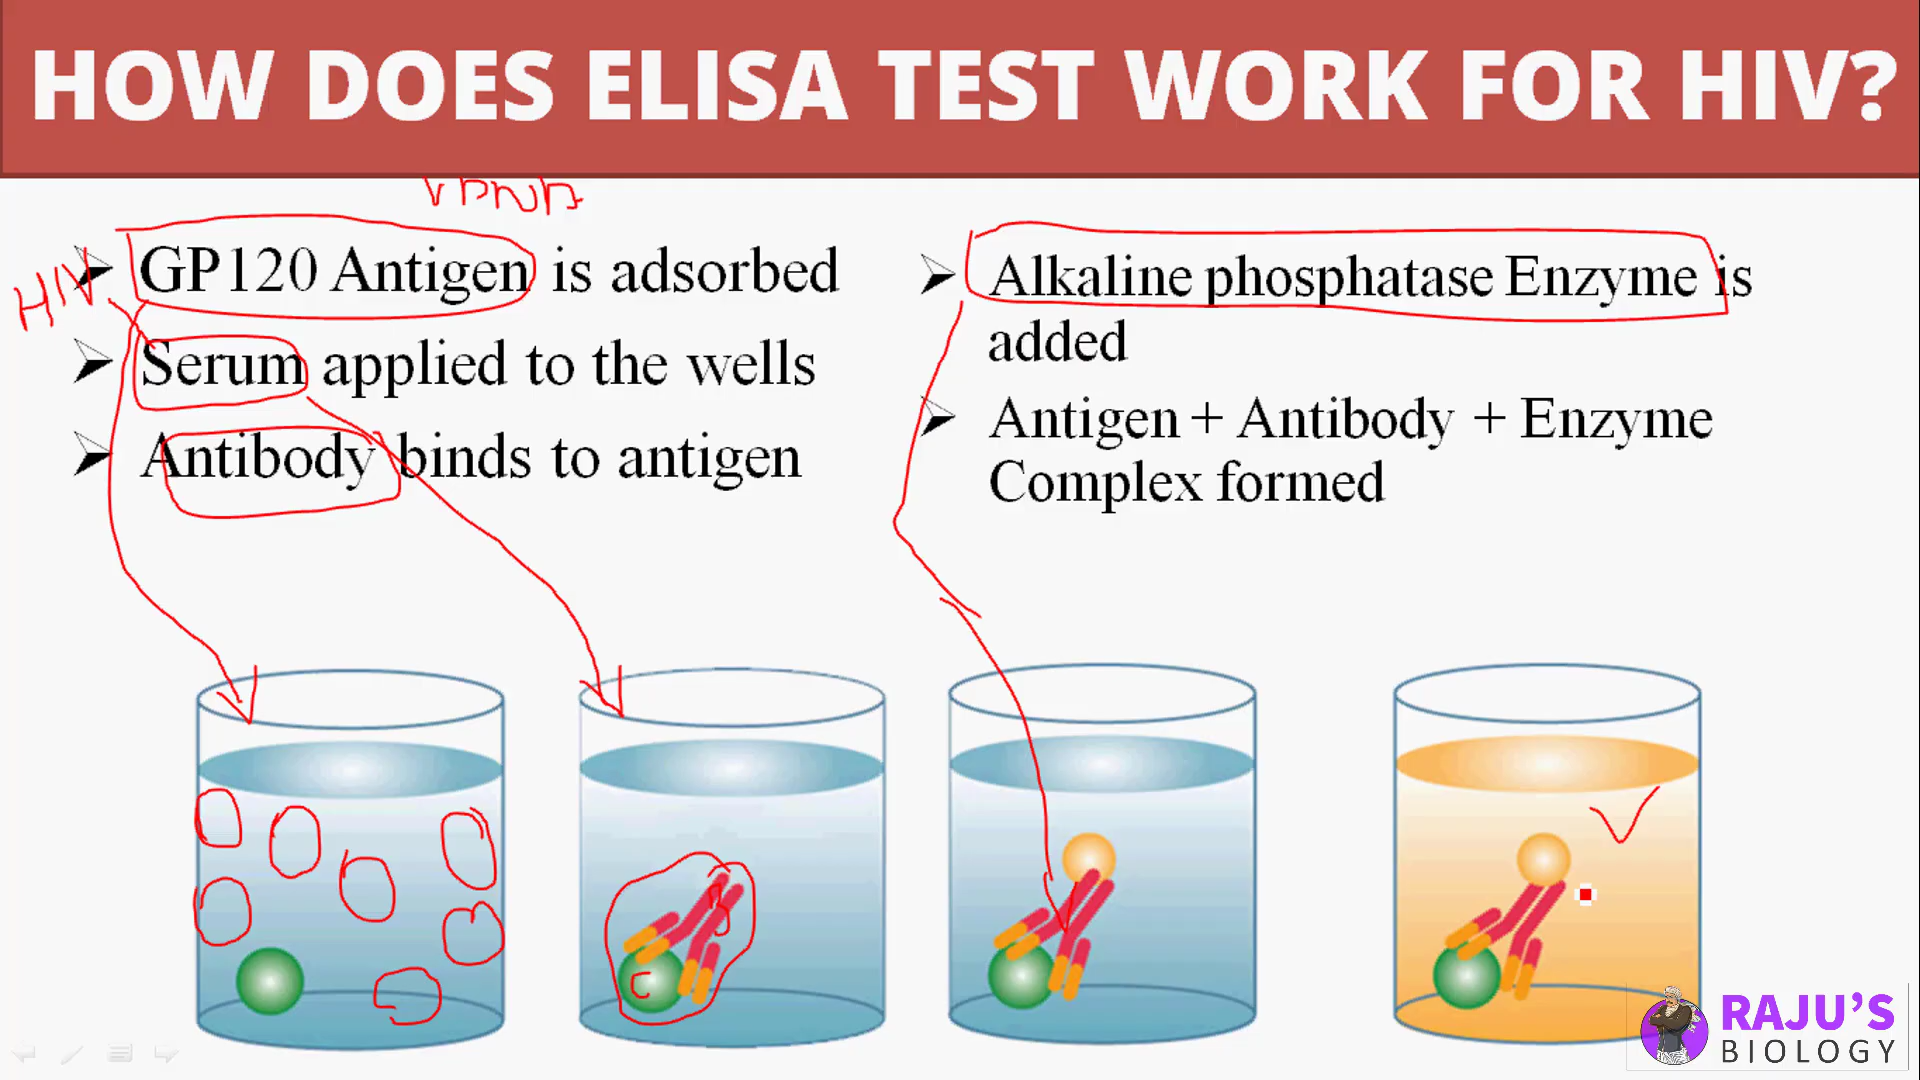 HOW DOES ELISA TEST WORK FOR HIV?
HIV
GP120 Antigen is adsorbed
Serum applied to the wells
Antibody binds to antigen
Alkaline phosphatase Enzyme is
added
Antigen + Antibody + Enzyme
Complex formed
RAJU'S
BIOLOGY